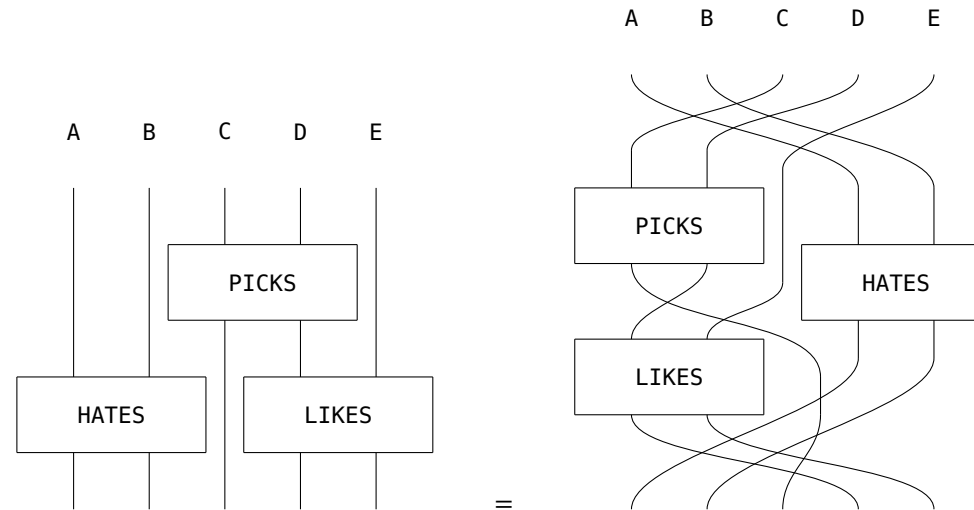 A B C D E
PICKS
HATES LIKES
=
A B C D E
PICKS
HATES
LIKES